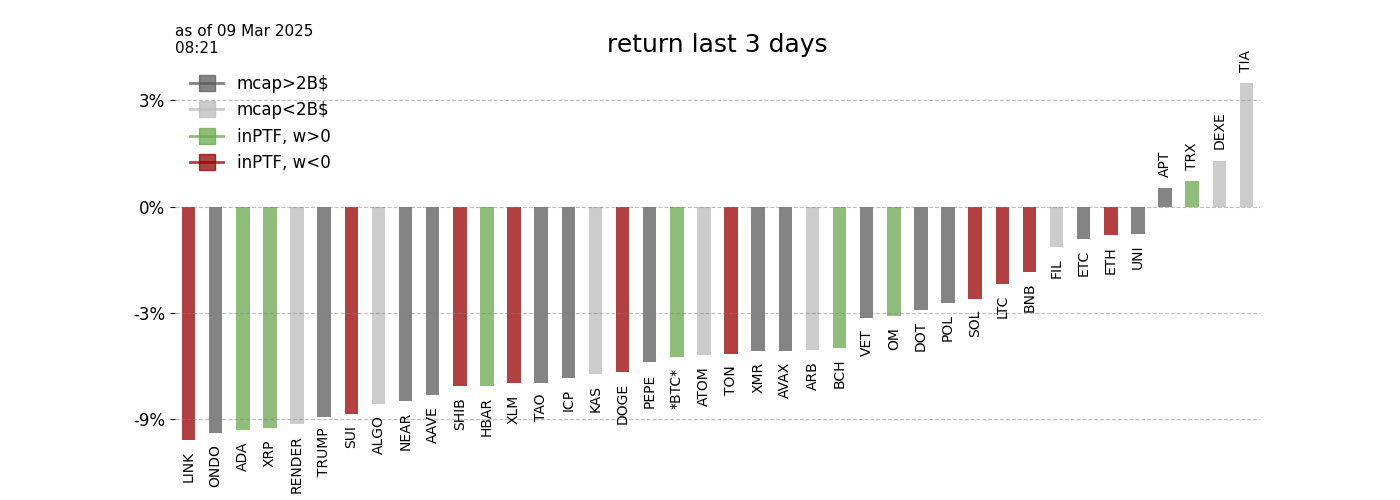 as of 09 Mar 2025
08:21
return last 3 days
mcap>2B$
mcap<2B$
inPTF, w>0
inPTF, w<0
3%
0%
-3%
-9%
LINK
ONDO
ADA
XRP
RENDER
TRUMP
SUI
ALGO
NEAR
AAVE
SHIB
HBAR
XLM
TAO
ICP
KAS
DOGE
PEPE
*BTC*
ATOM
TON
XMR
AVAX
ARB
BCH
VET
OM
DOT
POL
SOL
LTC
BNB
FIL
ETC
ETH
UNI
APT
TRX
DEXE
TIA